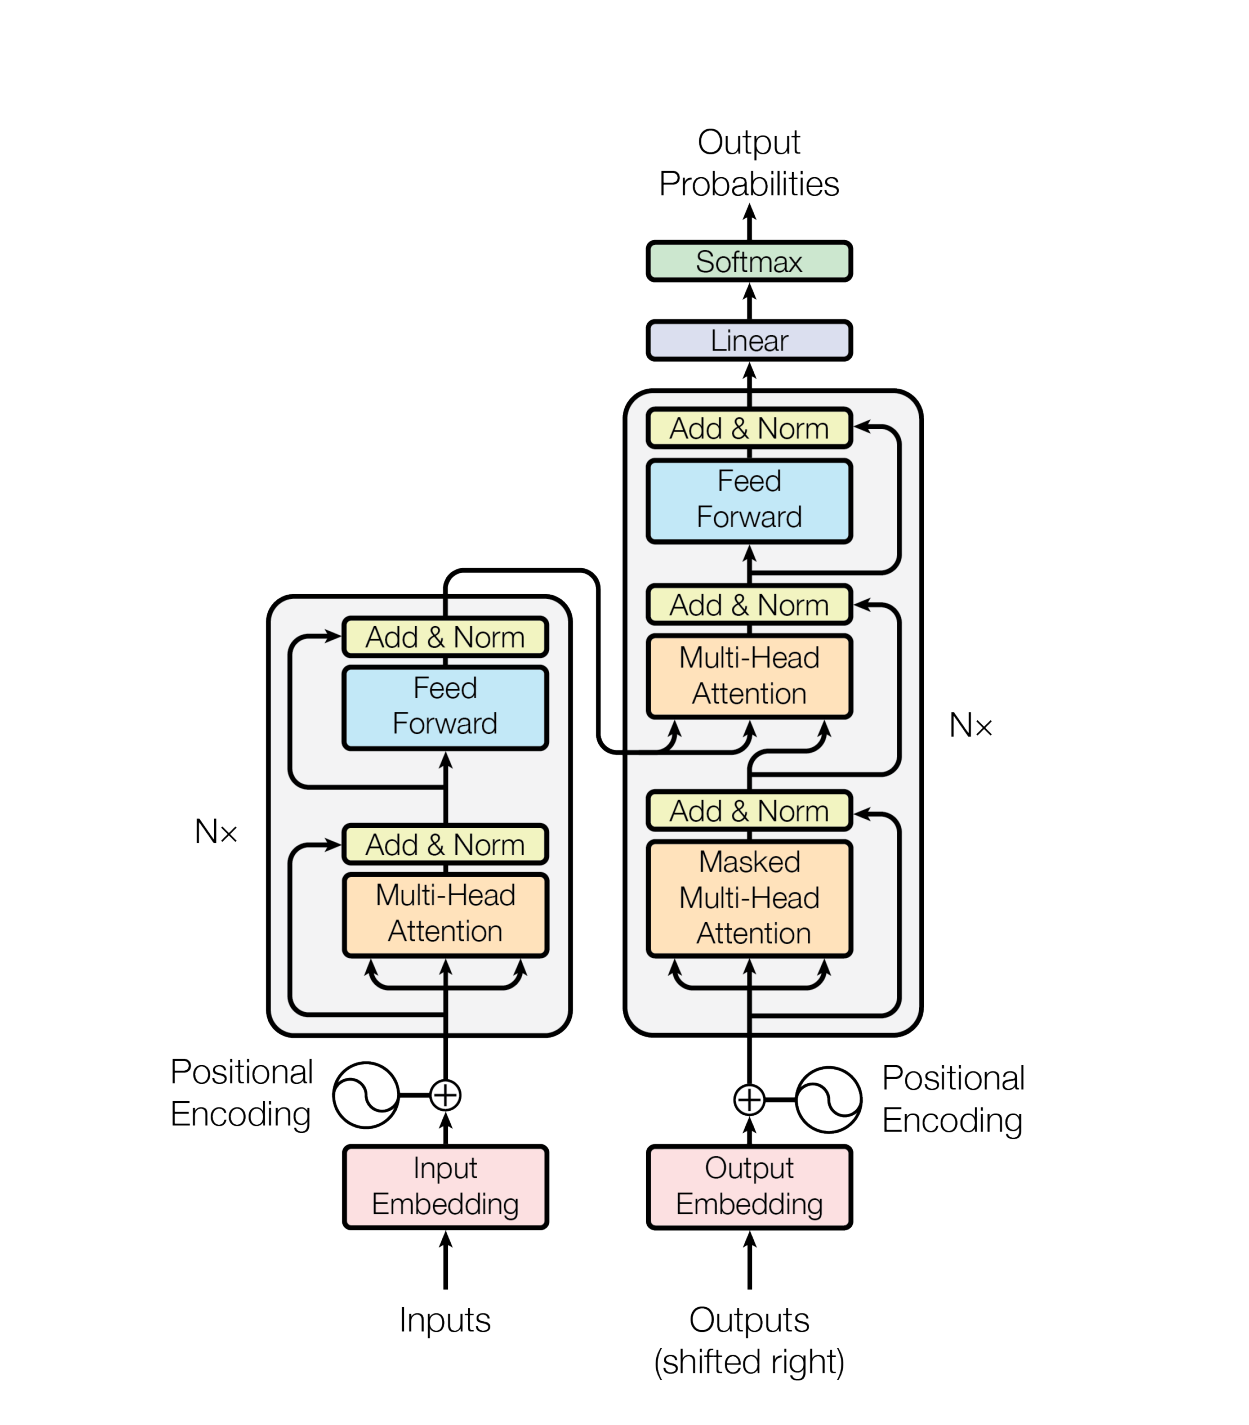 Output
Probabilities
Softmax
Linear
Add & Norm
Feed
Forward
Add & Norm
Multi-Head
Attention
Add & Norm
Masked
Multi-Head
Attention
N×
Positional
Encoding
Output
Embedding
Outputs
(shifted right)
Add & Norm
Feed
Forward
Add & Norm
Multi-Head
Attention
N×
Positional
Encoding
Input
Embedding
Inputs